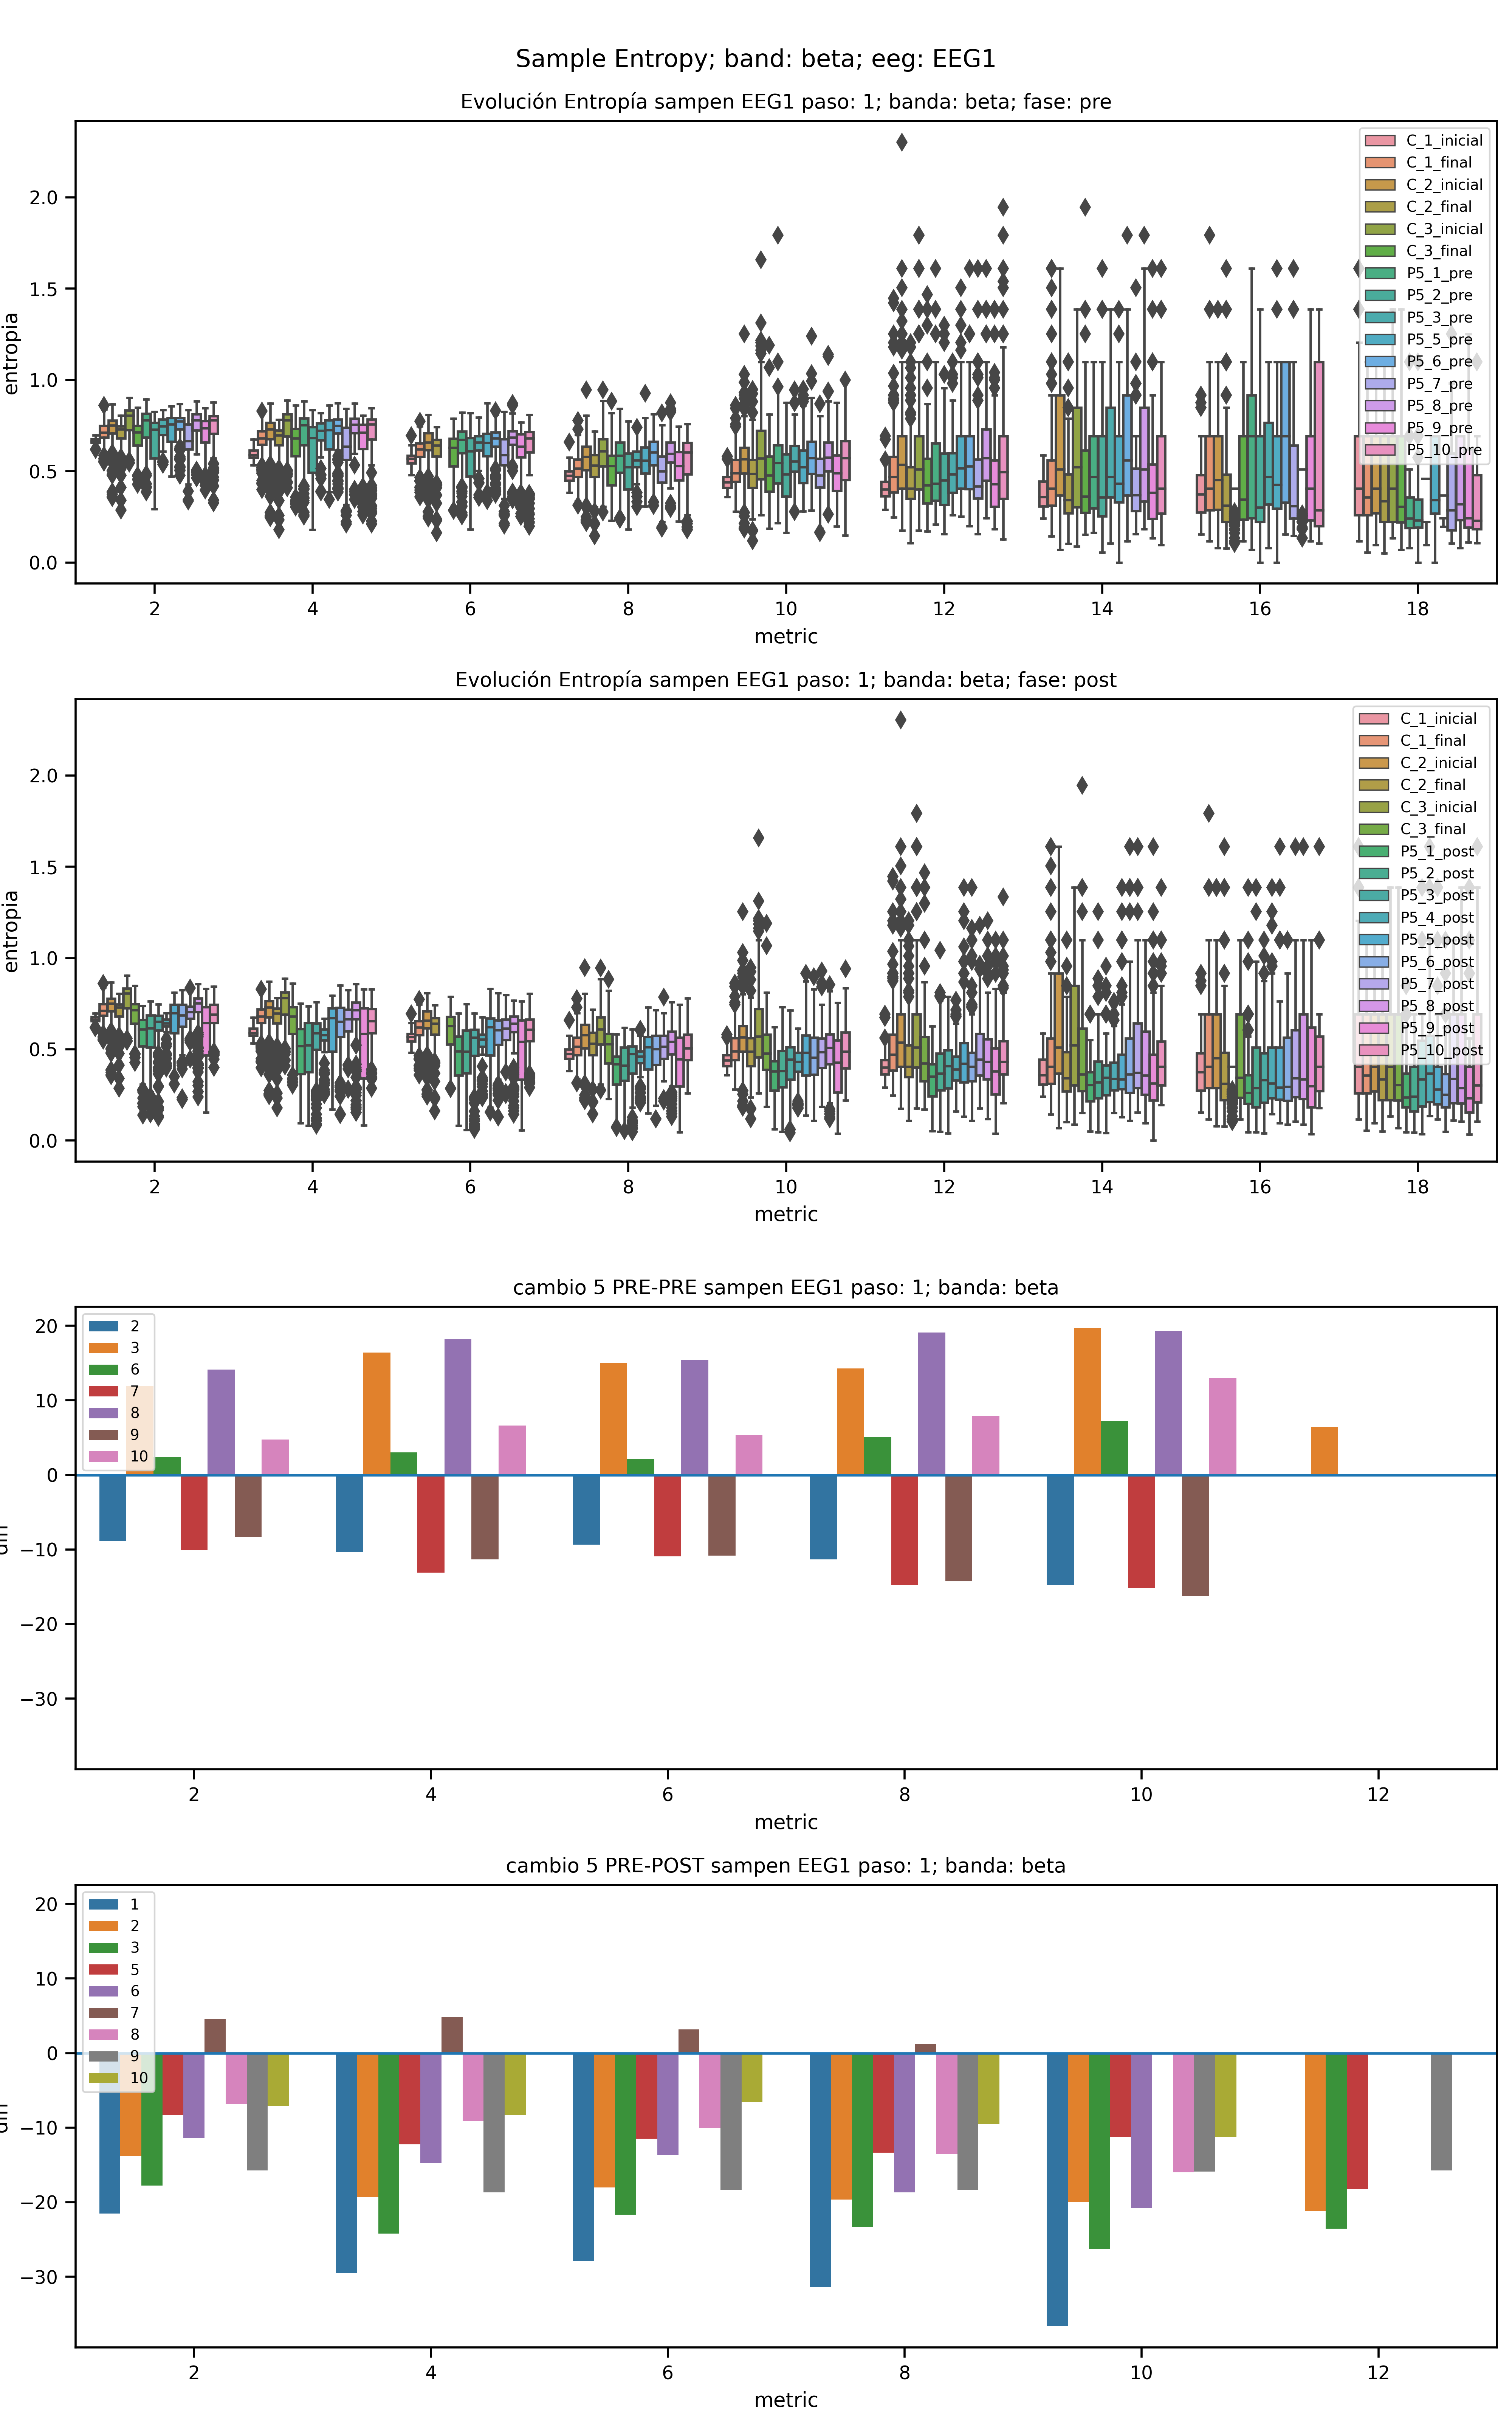 Sample Entropy; band: beta; eeg: EEG1
Evolución Entropía sampen EEG1 paso: 1; banda: beta; fase: pre
entropia
2.0
1.5
1.0
0.5
0.0
C_1_inicial
C_1_final
C_2_inicial
C_2_final
C_3_inicial
C_3_final
P5_1_pre
P5_2_pre
P5_3_pre
P5_5_pre
P5_6_pre
P5_7_pre
P5_8_pre
P5_9_pre
P5_10_pre
2 4 6 8 10 12 14 16 18
metric
Evolución Entropía sampen EEG1 paso: 1; banda: beta; fase: post
entropia
2.0
1.5
1.0
0.5
0.0
C_1_inicial
C_1_final
C_2_inicial
C_2_final
C_3_inicial
C_3_final
P5_1_post
P5_2_post
P5_3_post
P5_4_post
P5_5_post
P5_6_post
P5_7_post
P5_8_post
P5_9_post
P5_10_post
2 4 6 8 10 12 14 16 18
metric
cambio 5 PRE-PRE sampen EEG1 paso: 1; banda: beta
20
10
0
−10
−20
−30
2
3
6
7
8
9
10
2 4 6 8 10 12
metric
cambio 5 PRE-POST sampen EEG1 paso: 1; banda: beta
20
10
0
−10
−20
−30
1
2
3
5
6
7
8
9
10
2 4 6 8 10 12
metric